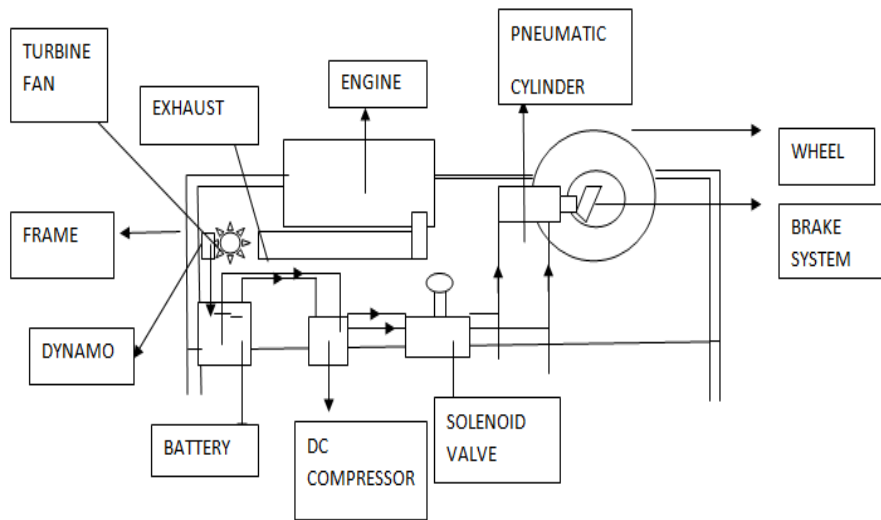 TURBINE
FAN
EXHAUST
ENGINE
PNEUMATIC
CYLINDER
WHEEL
BRAKE
SYSTEM
FRAME
DYNAMO
BATTERY
DC
COMPRESSOR
SOLENOID
VALVE